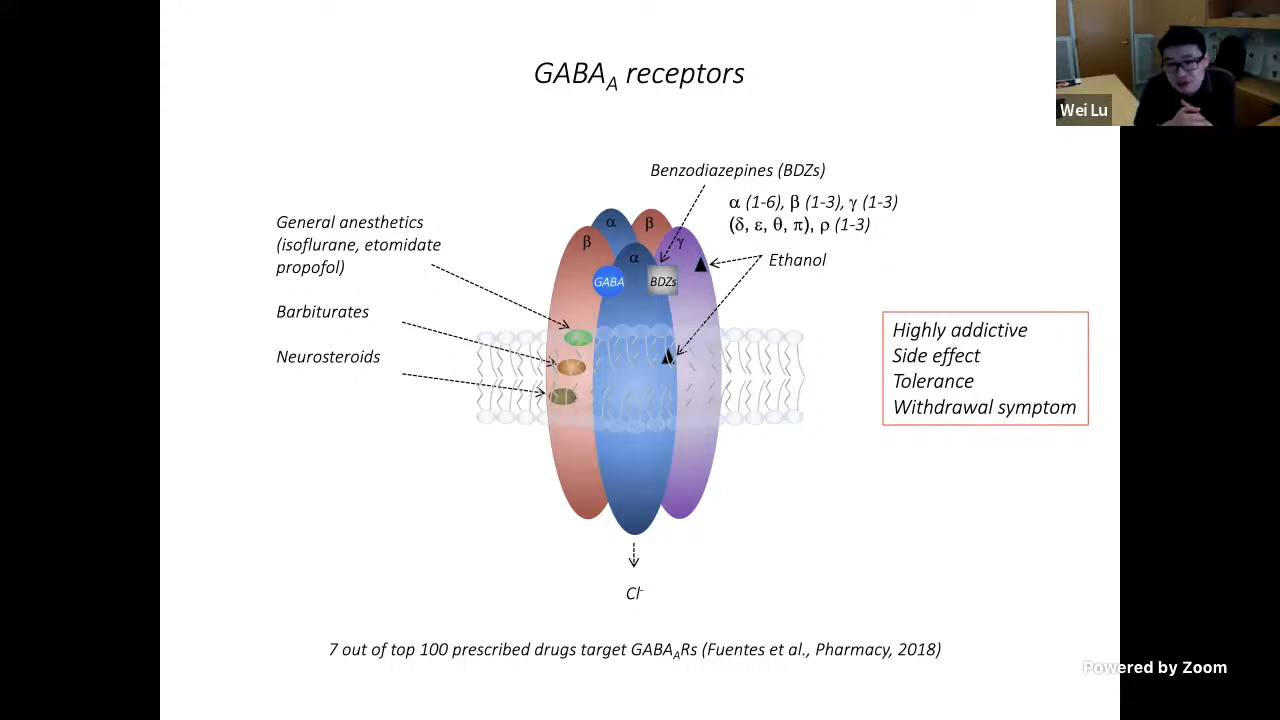 GABA_A receptors
Wei Lu
Benzodiazepines (BDZs)
α (1-6), β (1-3), γ (1-3)
(δ, ε, θ, π), ρ (1-3)
General anesthetics
(isoflurane, etomidate
propofol)
α
β
β
γ
α
Ethanol
GABA
BDZs
Barbiturates
Neurosteroids
Highly addictive
Side effect
Tolerance
Withdrawal symptom
Cl⁻
7 out of top 100 prescribed drugs target GABA_ARs (Fuentes et al., Pharmacy, 2018)
Powered by Zoom